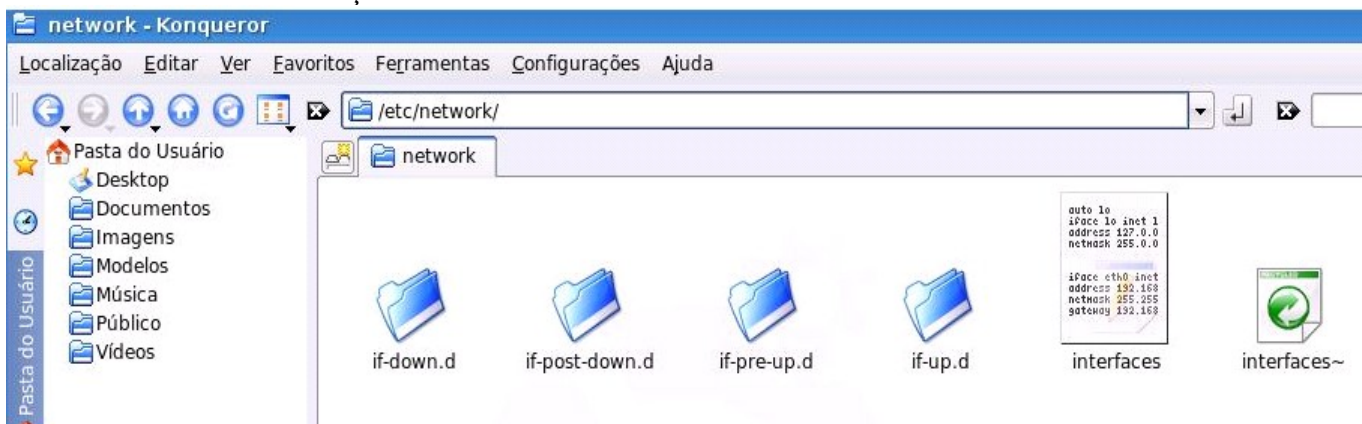 network - Konqueror
Localização Editar Ver Favoritos Ferramentas Configurações Ajuda
/etc/network/
Pasta do Usuário
Desktop
Documentos
Imagens
Modelos
Música
Público
Vídeos
Pasta do Usuário
network
auto lo
iface lo inet l
address 127.0.0
netmask 255.0.0
iface eth0 inet
address 192.168
netmask 255.255
gateway 192.168
if-down.d if-post-down.d if-pre-up.d if-up.d interfaces interfaces~